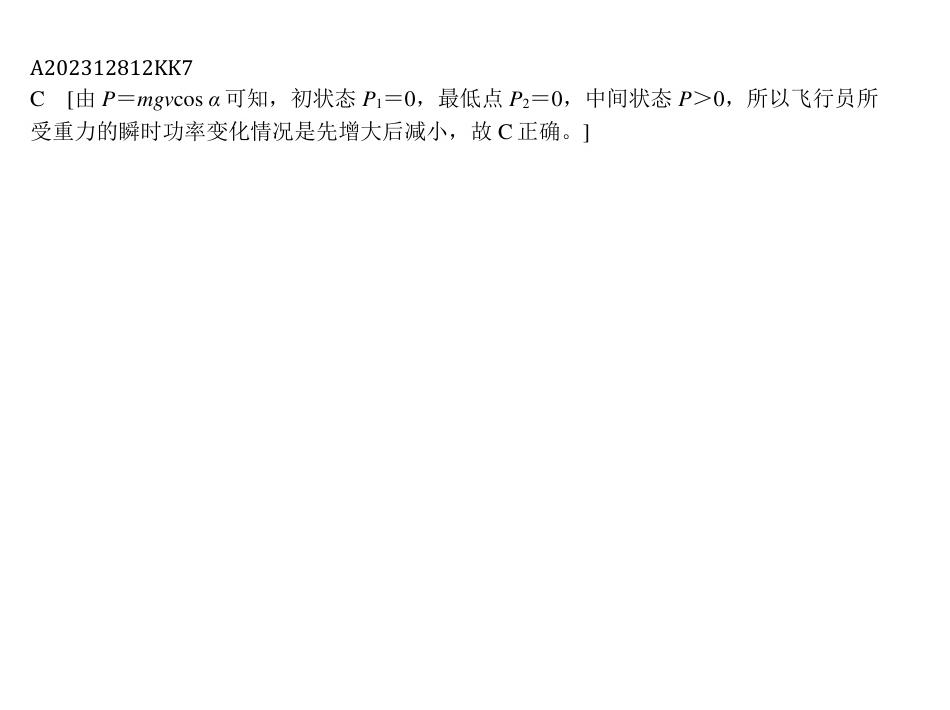 A202312812KK7
C [由 P＝mgvcos α 可知，初状态 P₁＝0，最低点 P₂＝0，中间状态 P＞0，所以飞行员所
受重力的瞬时功率变化情况是先增大后减小，故 C 正确。]